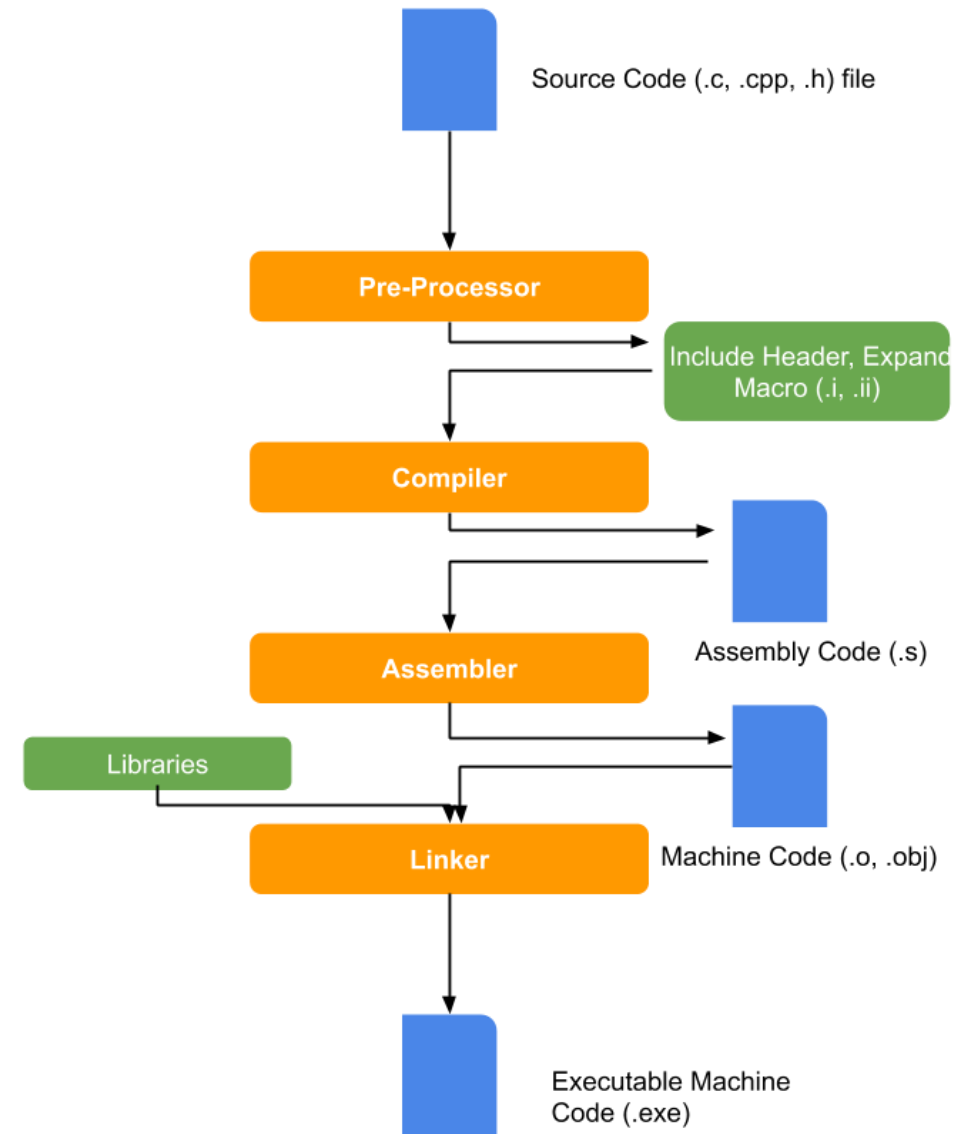 Source Code (.c, .cpp, .h) file
Pre-Processor
Include Header, Expand
Macro (.i, .ii)
Compiler
Assembly Code (.s)
Assembler
Libraries
Linker
Machine Code (.o, .obj)
Executable Machine
Code (.exe)